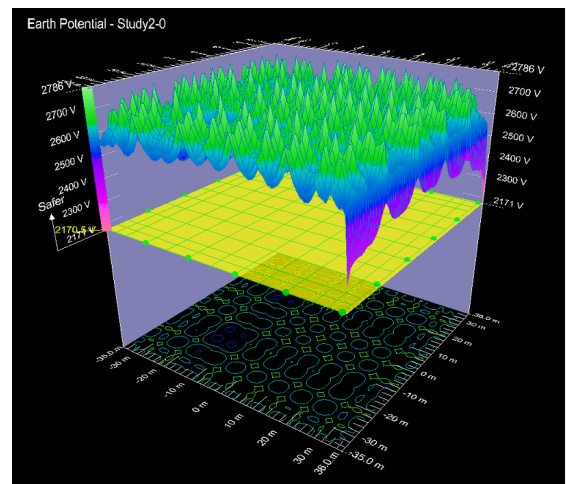 Earth Potential - Study2-0
2786 V
2700 V
2600 V
2500 V
2400 V
2300 V
2171 V
Safer
2170.5 V
2786 V
2700 V
2600 V
2500 V
2400 V
2300 V
2171 V
-35.0 m
-30 m
-20 m
-10 m
0 m
10 m
20 m
30 m
36.0 m
-35.0 m
-30 m
-20 m
-10 m
0 m
10 m
20 m
30 m
36.0 m